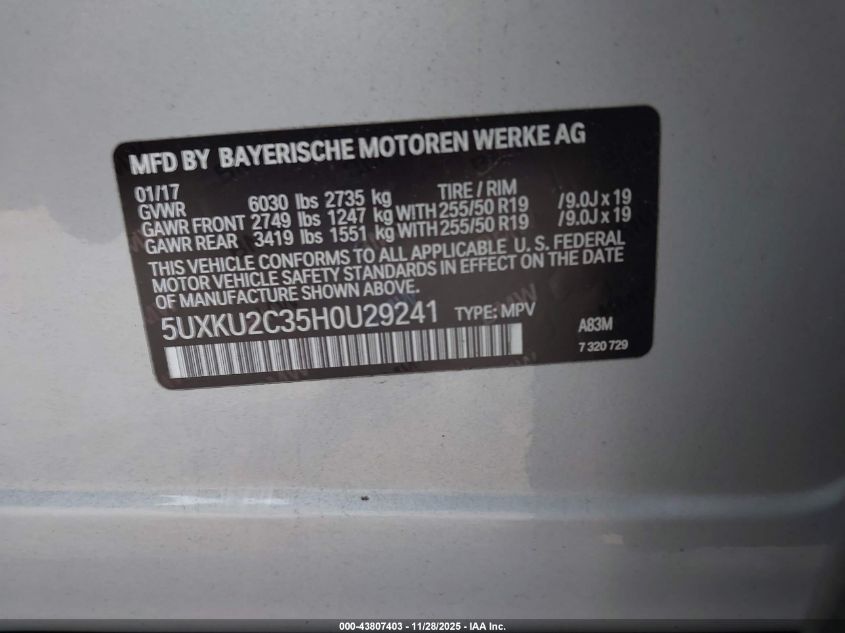 MFD BY BAYERISCHE MOTOREN WERKE AG
01/17 TIRE / RIM
GVWR 6030 lbs 2735 kg
GAWR FRONT 2749 lbs 1247 kg WITH 255/50 R19 /9.0J x 19
GAWR REAR 3419 lbs 1551 kg WITH 255/50 R19 /9.0J x 19
THIS VEHICLE CONFORMS TO ALL APPLICABLE U. S. FEDERAL
MOTOR VEHICLE SAFETY STANDARDS IN EFFECT ON THE DATE
OF MANUFACTURE SHOWN ABOVE.
5UXKU2C35H0U29241 TYPE: MPV
A83M
7 320 729
000-43807403 - 11/28/2025 - IAA Inc.